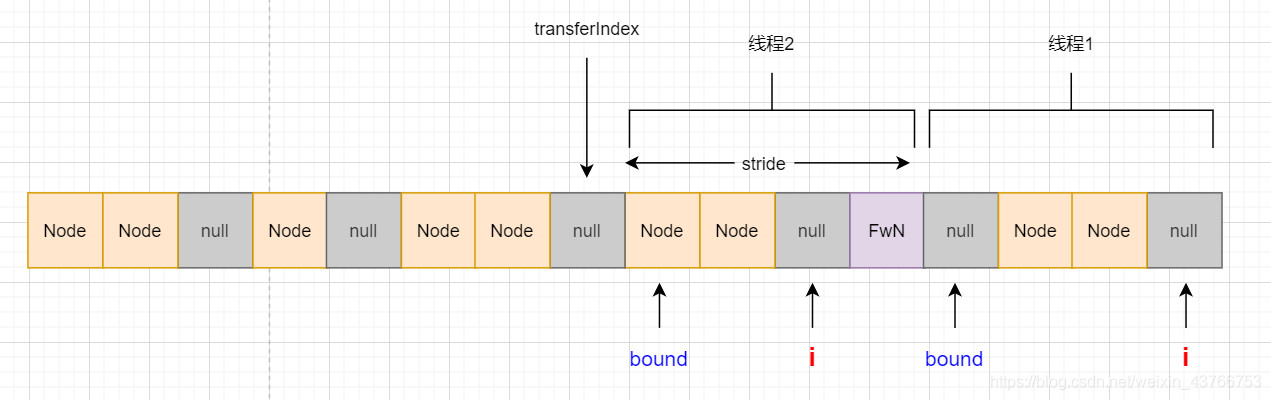 transferIndex
线程2
线程1
stride
Node Node null Node null Node Node null Node Node null FwN null Node Node null
bound i bound i
https://blog.csdn.net/weixin_43766753